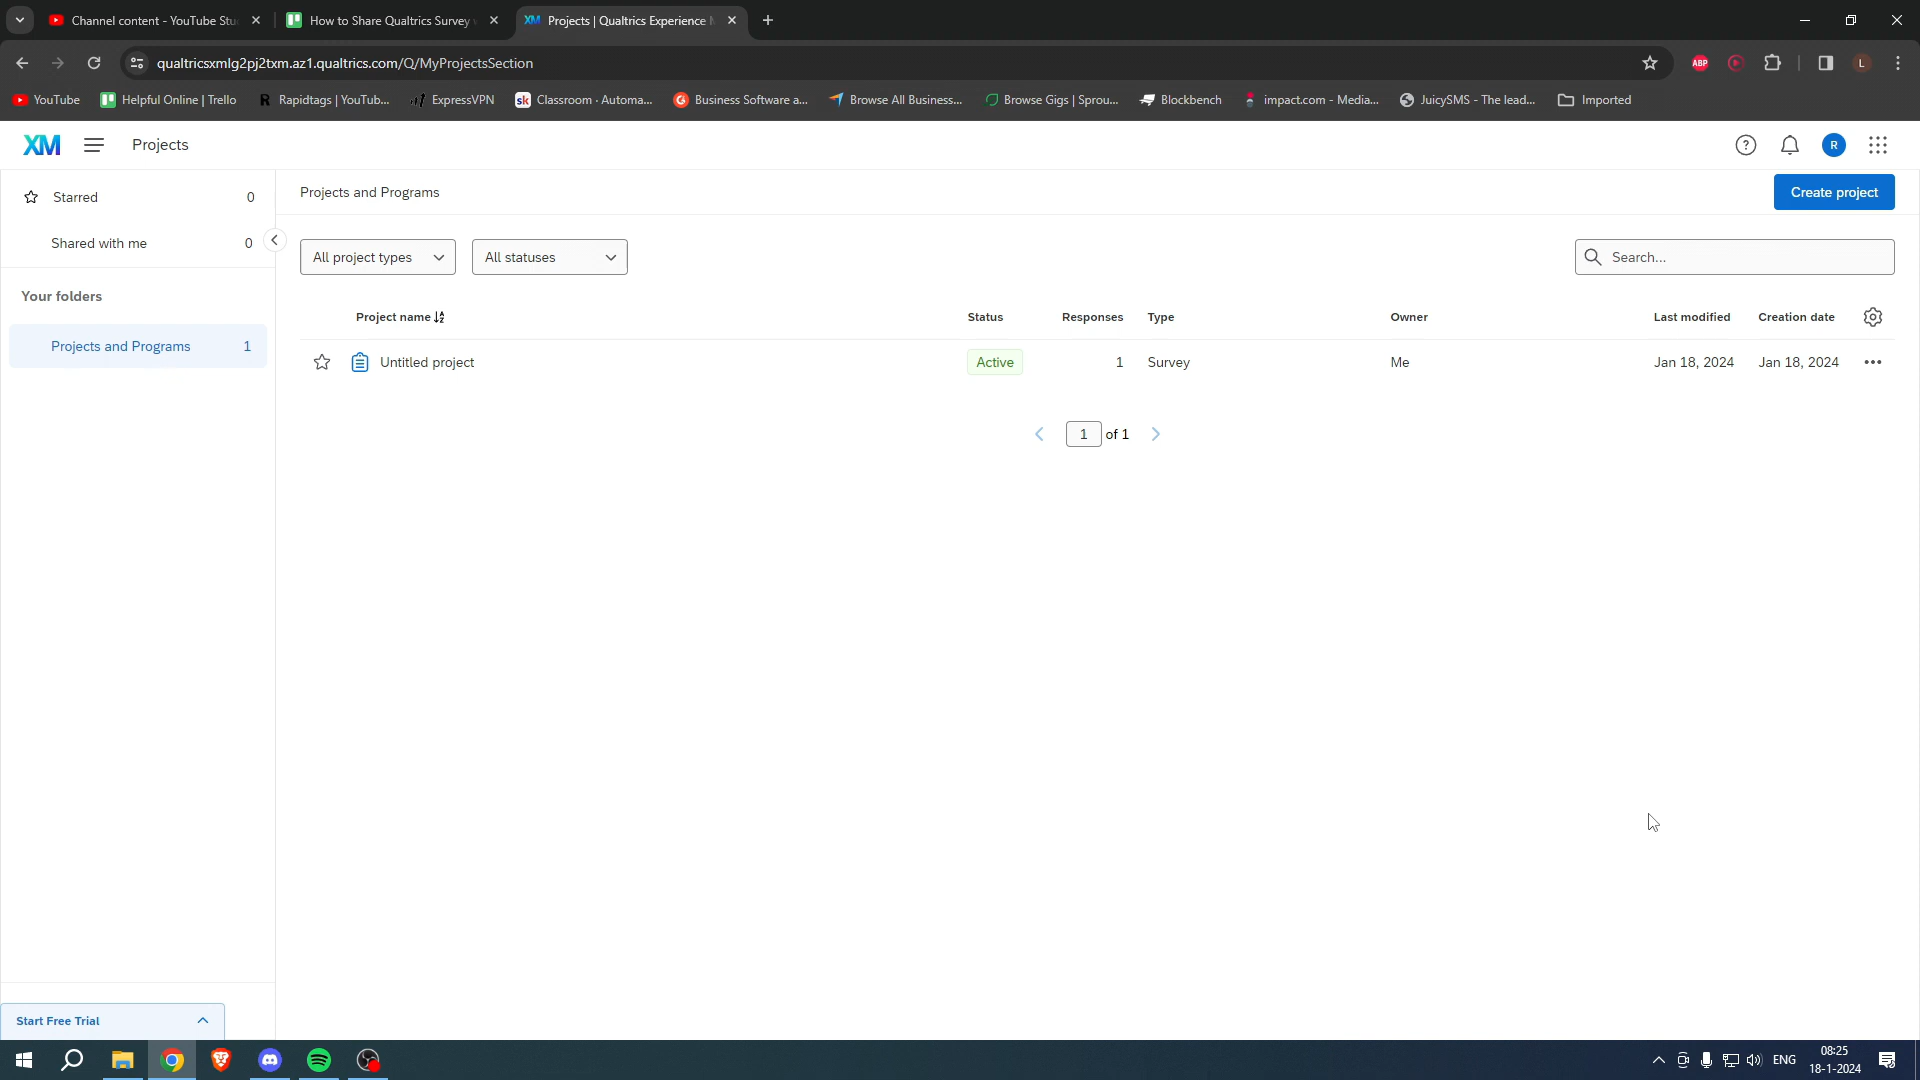 Channel content - YouTube Stu
How to Share Qualtrics Survey
XM Projects | Qualtrics Experience M
qualtricsxmlg2pj2txm.az1.qualtrics.com/Q/MyProjectsSection
ABP
L
YouTube
Helpful Online | Trello
R Rapidtags | YouTub...
ExpressVPN
sk Classroom - Automa...
Business Software a...
Browse All Business...
Browse Gigs | Sprou...
Blockbench
impact.com - Media...
JuicySMS - The lead...
Imported
XM
Projects
?
R
Starred 0
Projects and Programs
Create project
Shared with me 0
All project types
All statuses
Search...
Your folders
Project name Status Responses Type Owner Last modified Creation date
Projects and Programs 1
Untitled project Active 1 Survey Me Jan 18, 2024 Jan 18, 2024
1 of 1
Start Free Trial
ENG
08:25
18-1-2024